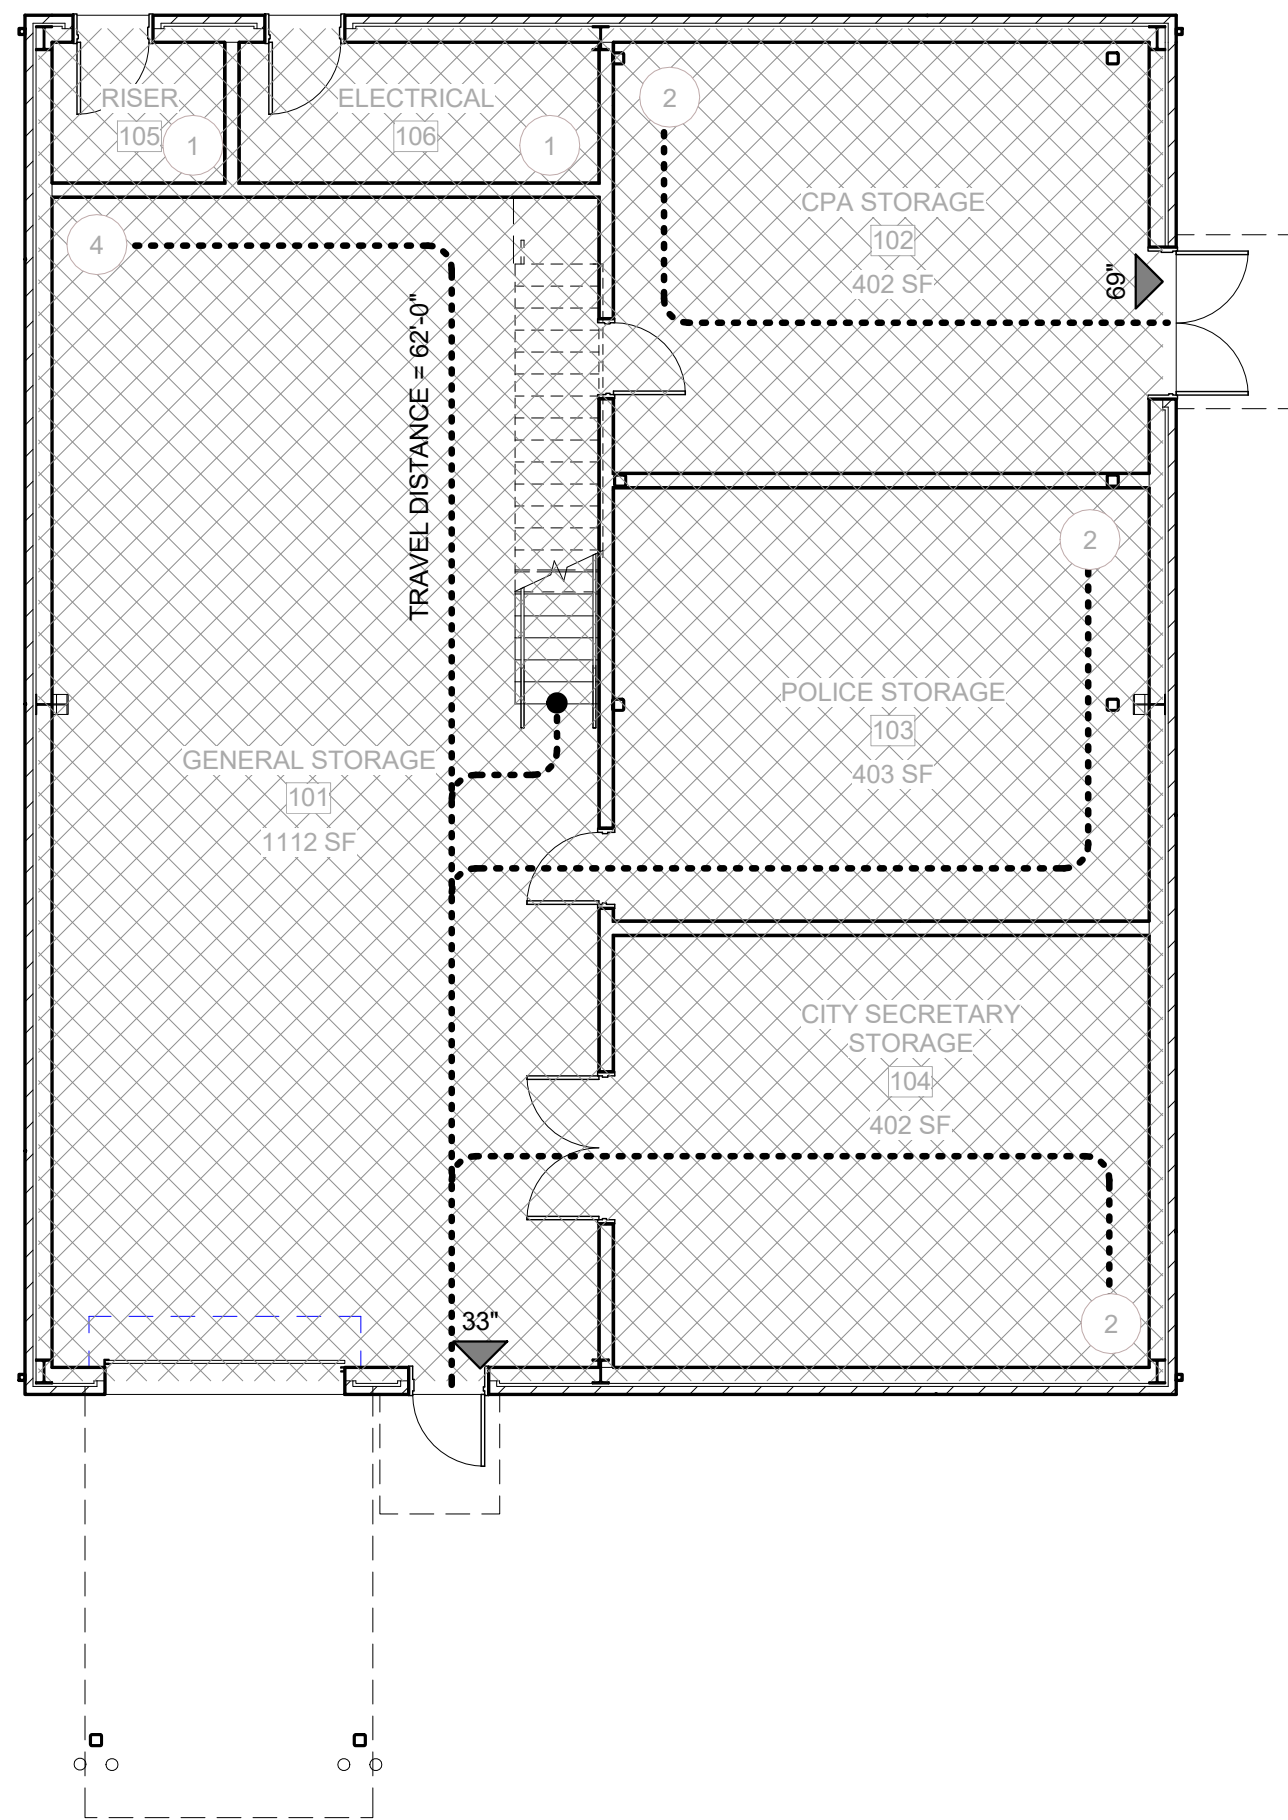 RISER
105
1
ELECTRICAL
106
1
2
CPA STORAGE
102
402 SF
69"
4
TRAVEL DISTANCE = 62'-0"
2
POLICE STORAGE
103
403 SF
GENERAL STORAGE
101
1112 SF
CITY SECRETARY
STORAGE
104
402 SF
33"
2